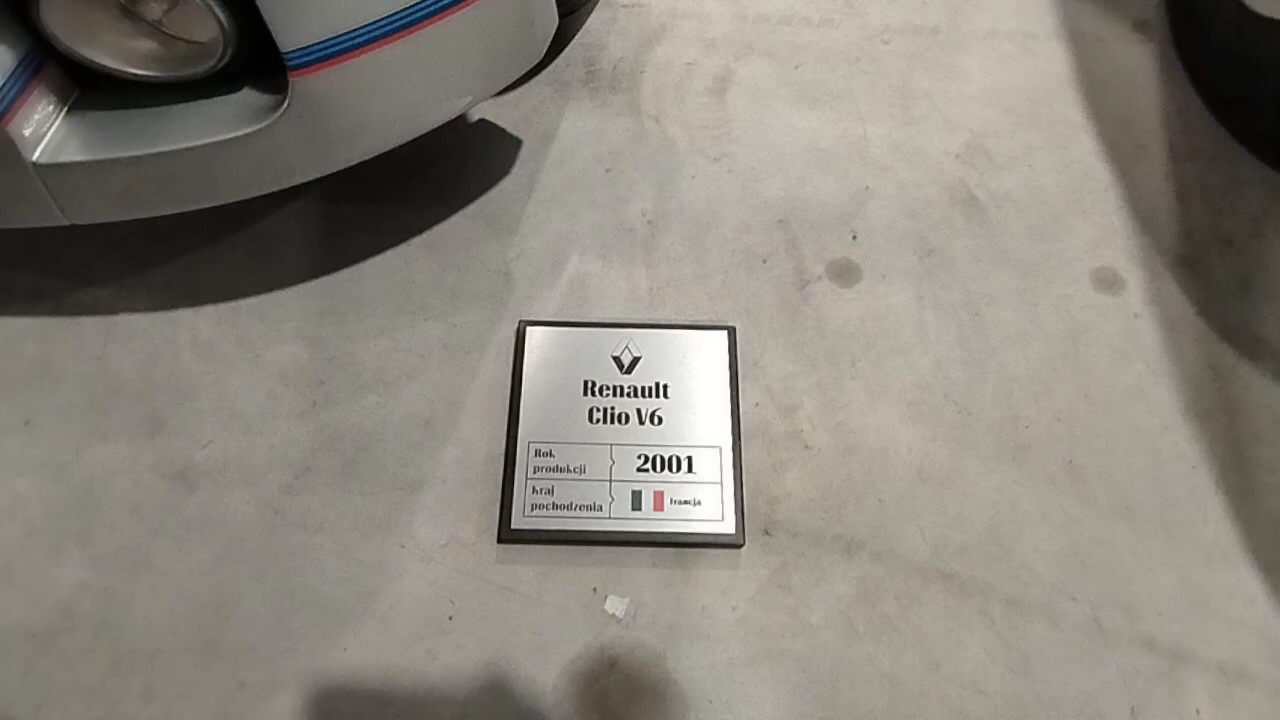 Renault
Clio V6
Rok
produkcji
2001
Kraj
pochodzenia
Francja